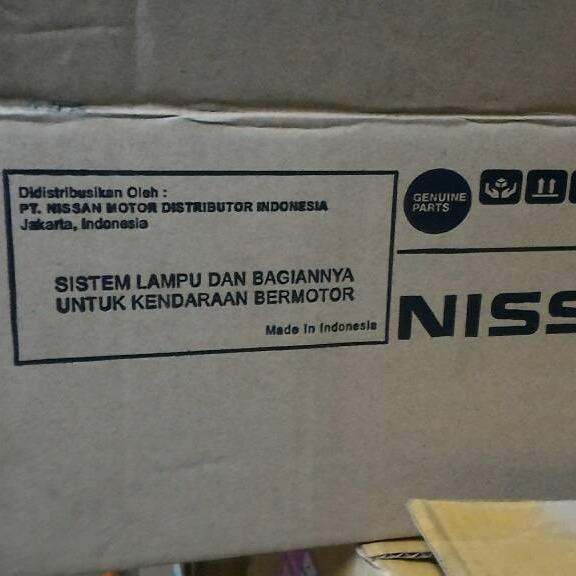 Didistribusikan Oleh :
PT. NISSAN MOTOR DISTRIBUTOR INDONESIA
Jakarta, Indonesia
SISTEM LAMPU DAN BAGIANNYA
UNTUK KENDARAAN BERMOTOR
Made In Indonesia
GENUINE
PARTS
NISS